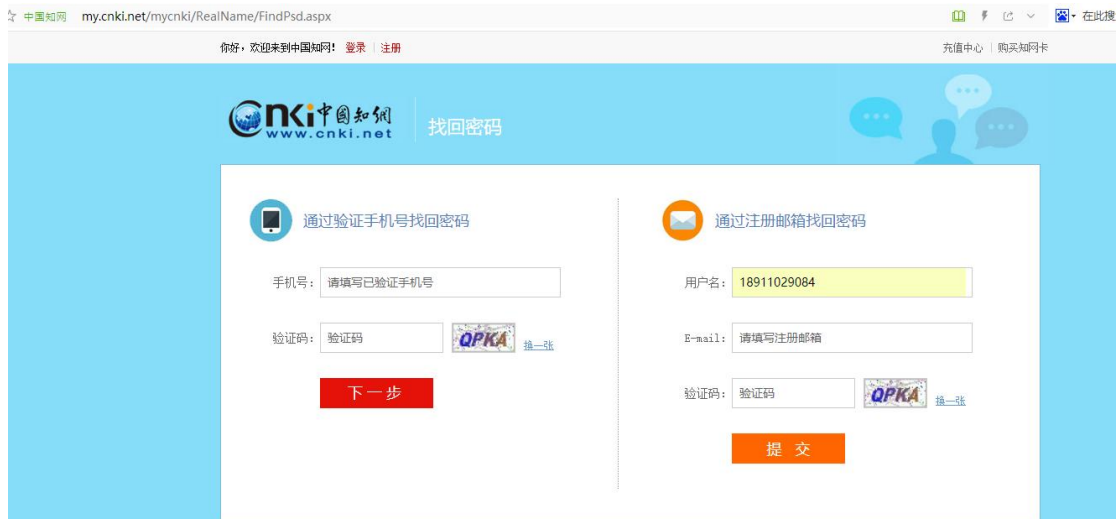 中国知网 my.cnki.net/mycnki/RealName/FindPsd.aspx 在此搜
你好，欢迎来到中国知网! 登录 注册 充值中心 购买知网卡
cnki中国知網
www.cnki.net
找回密码
通过验证手机号找回密码
手机号: 请填写已验证手机号
验证码: 验证码 QPKA 换一张
下一步
通过注册邮箱找回密码
用户名: 18911029084
E-mail: 请填写注册邮箱
验证码: 验证码 QPKA 换一张
提 交